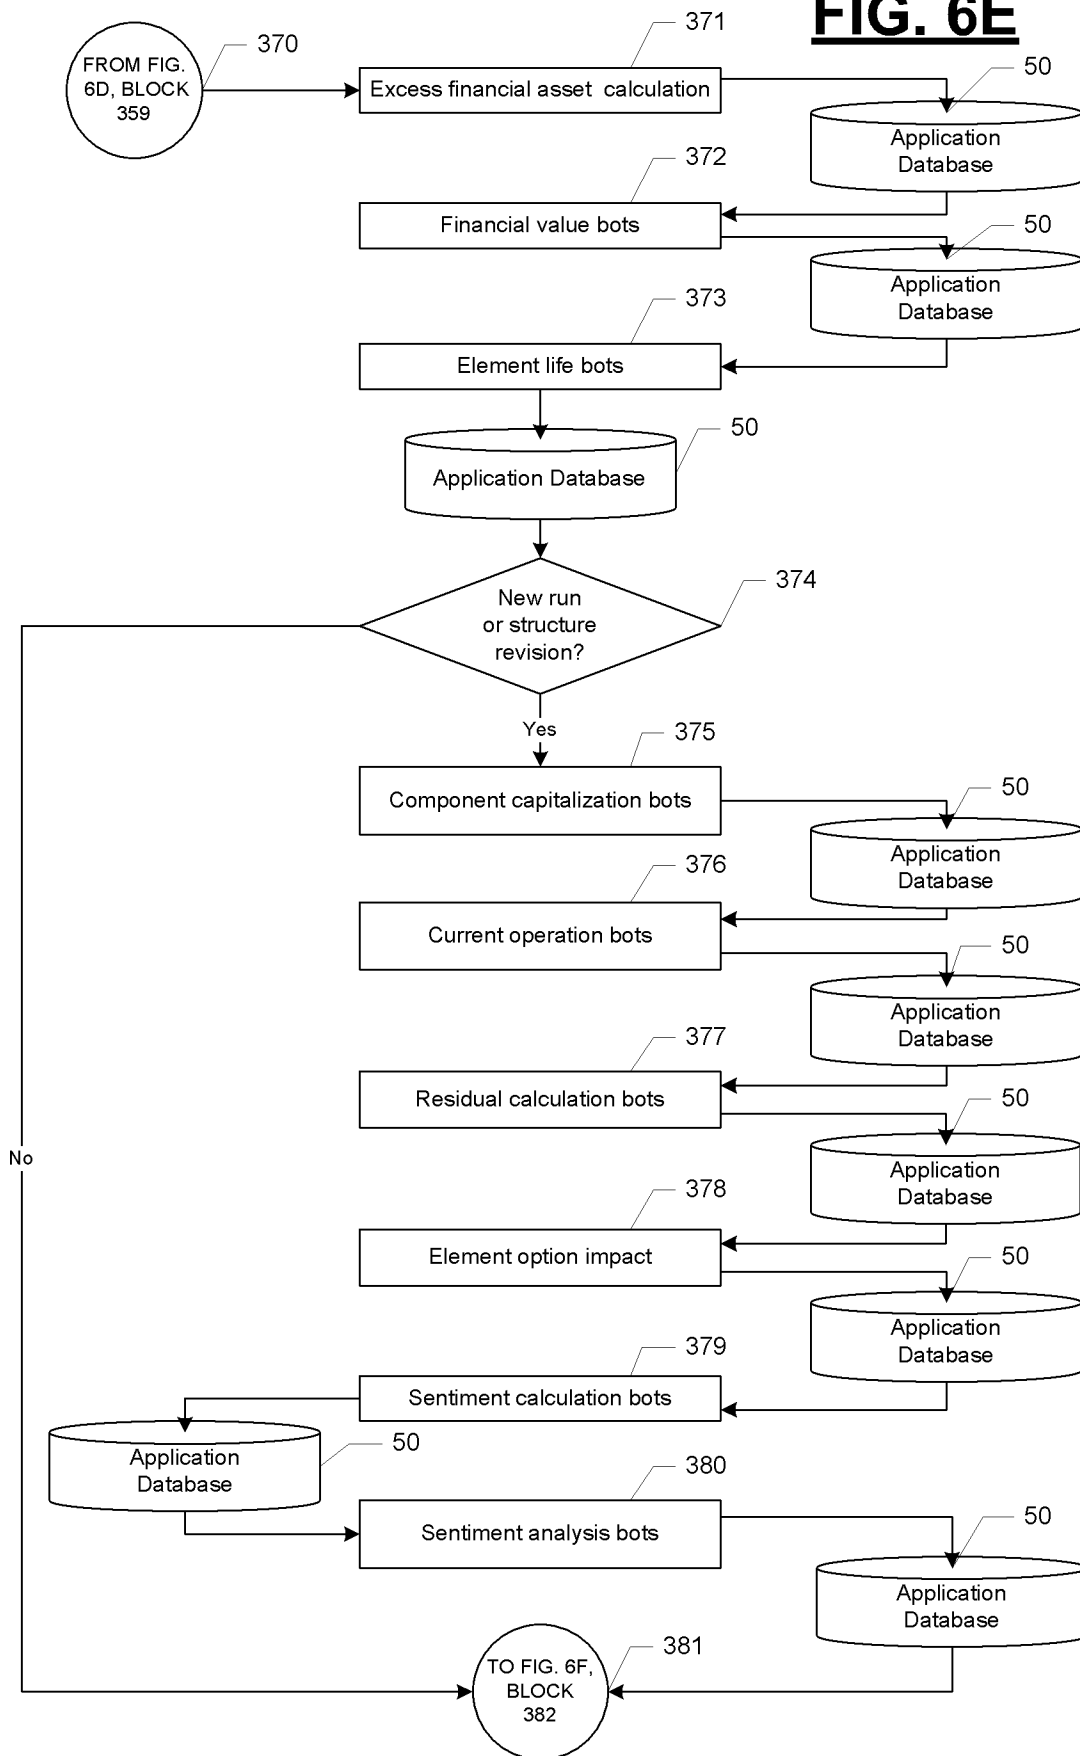 FIG. 6E
370
371
FROM FIG.
6D, BLOCK
359
Excess financial asset calculation
50
Application
Database
372
Financial value bots
50
Application
Database
373
Element life bots
50
Application Database
374
New run
or structure
revision?
Yes
375
Component capitalization bots
50
Application
Database
376
Current operation bots
50
Application
Database
377
Residual calculation bots
50
Application
Database
No
378
Element option impact
50
Application
Database
379
Sentiment calculation bots
50
Application
Database
380
Sentiment analysis bots
50
Application
Database
381
TO FIG. 6F,
BLOCK
382